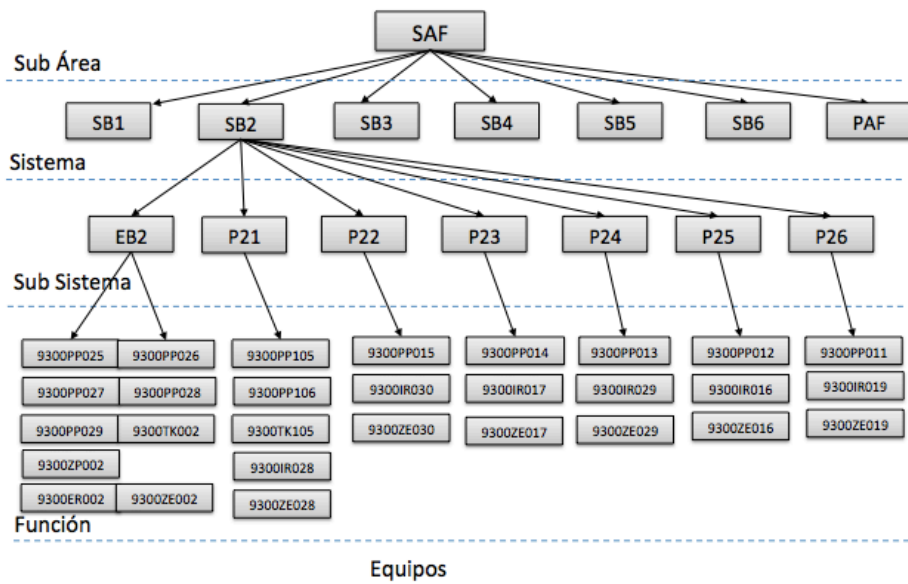 SAF
Sub Área
SB1 SB2 SB3 SB4 SB5 SB6 PAF
Sistema
EB2 P21 P22 P23 P24 P25 P26
Sub Sistema
9300PP025 9300PP026 9300PP105 9300PP015 9300PP014 9300PP013 9300PP012 9300PP011
9300PP027 9300PP028 9300PP106 9300IR030 9300IR017 9300IR029 9300IR016 9300IR019
9300PP029 9300TK002 9300TK105 9300ZE030 9300ZE017 9300ZE029 9300ZE016 9300ZE019
9300ZP002 9300IR028
9300ER002 9300ZE002 9300ZE028
Función
Equipos